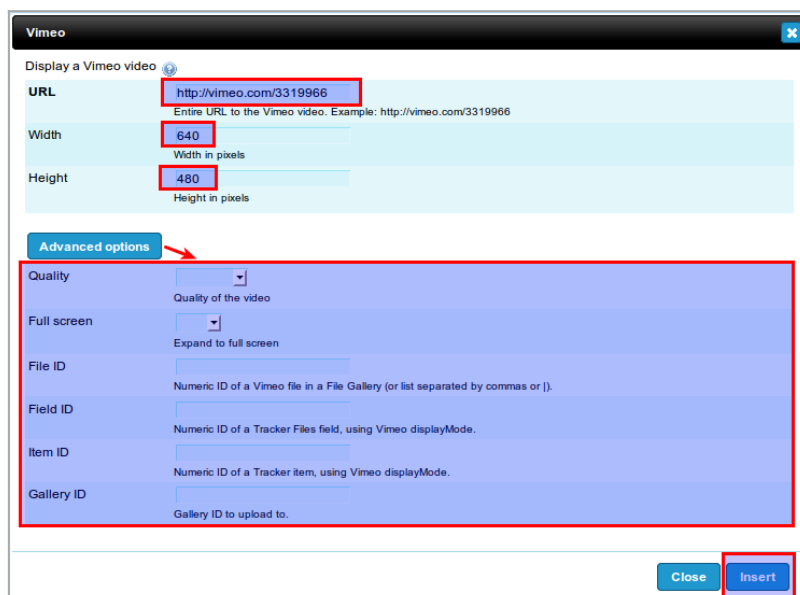 Vimeo
Display a Vimeo video
URL
http://vimeo.com/3319966
Entire URL to the Vimeo video. Example: http://vimeo.com/3319966
Width
640
Width in pixels
Height
480
Height in pixels
Advanced options
Quality
Quality of the video
Full screen
Expand to full screen
File ID
Numeric ID of a Vimeo file in a File Gallery (or list separated by commas or |).
Field ID
Numeric ID of a Tracker Files field, using Vimeo displayMode.
Item ID
Numeric ID of a Tracker item, using Vimeo displayMode.
Gallery ID
Gallery ID to upload to.
Close
Insert